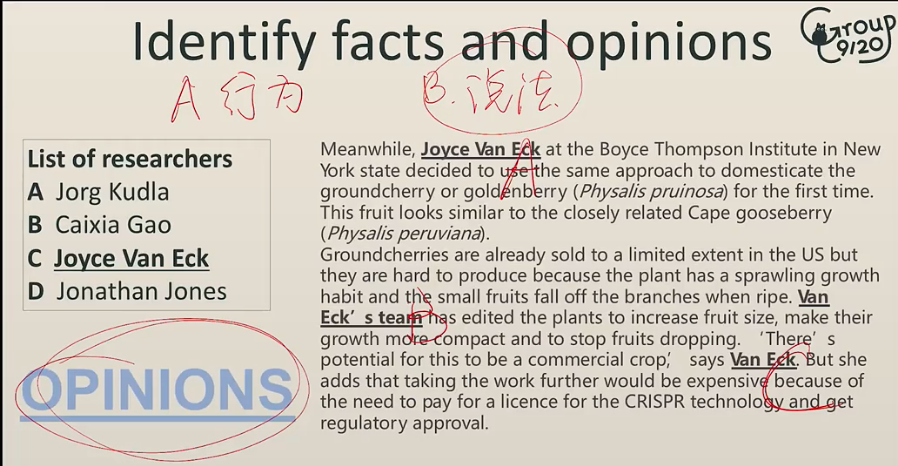 Identify facts and opinions
Group
9/20
A 行为
B. 说法
List of researchers
A Jorg Kudla
B Caixia Gao
C Joyce Van Eck
D Jonathan Jones
OPINIONS
Meanwhile, Joyce Van Eck at the Boyce Thompson Institute in New
York state decided to use the same approach to domesticate the
groundcherry or goldenberry (Physalis pruinosa) for the first time.
This fruit looks similar to the closely related Cape gooseberry
(Physalis peruviana).
Groundcherries are already sold to a limited extent in the US but
they are hard to produce because the plant has a sprawling growth
habit and the small fruits fall off the branches when ripe. Van
Eck’s team has edited the plants to increase fruit size, make their
growth more compact and to stop fruits dropping. ‘There’s
potential for this to be a commercial crop,’ says Van Eck. But she
adds that taking the work further would be expensive because of
the need to pay for a licence for the CRISPR technology and get
regulatory approval.
A
B
C